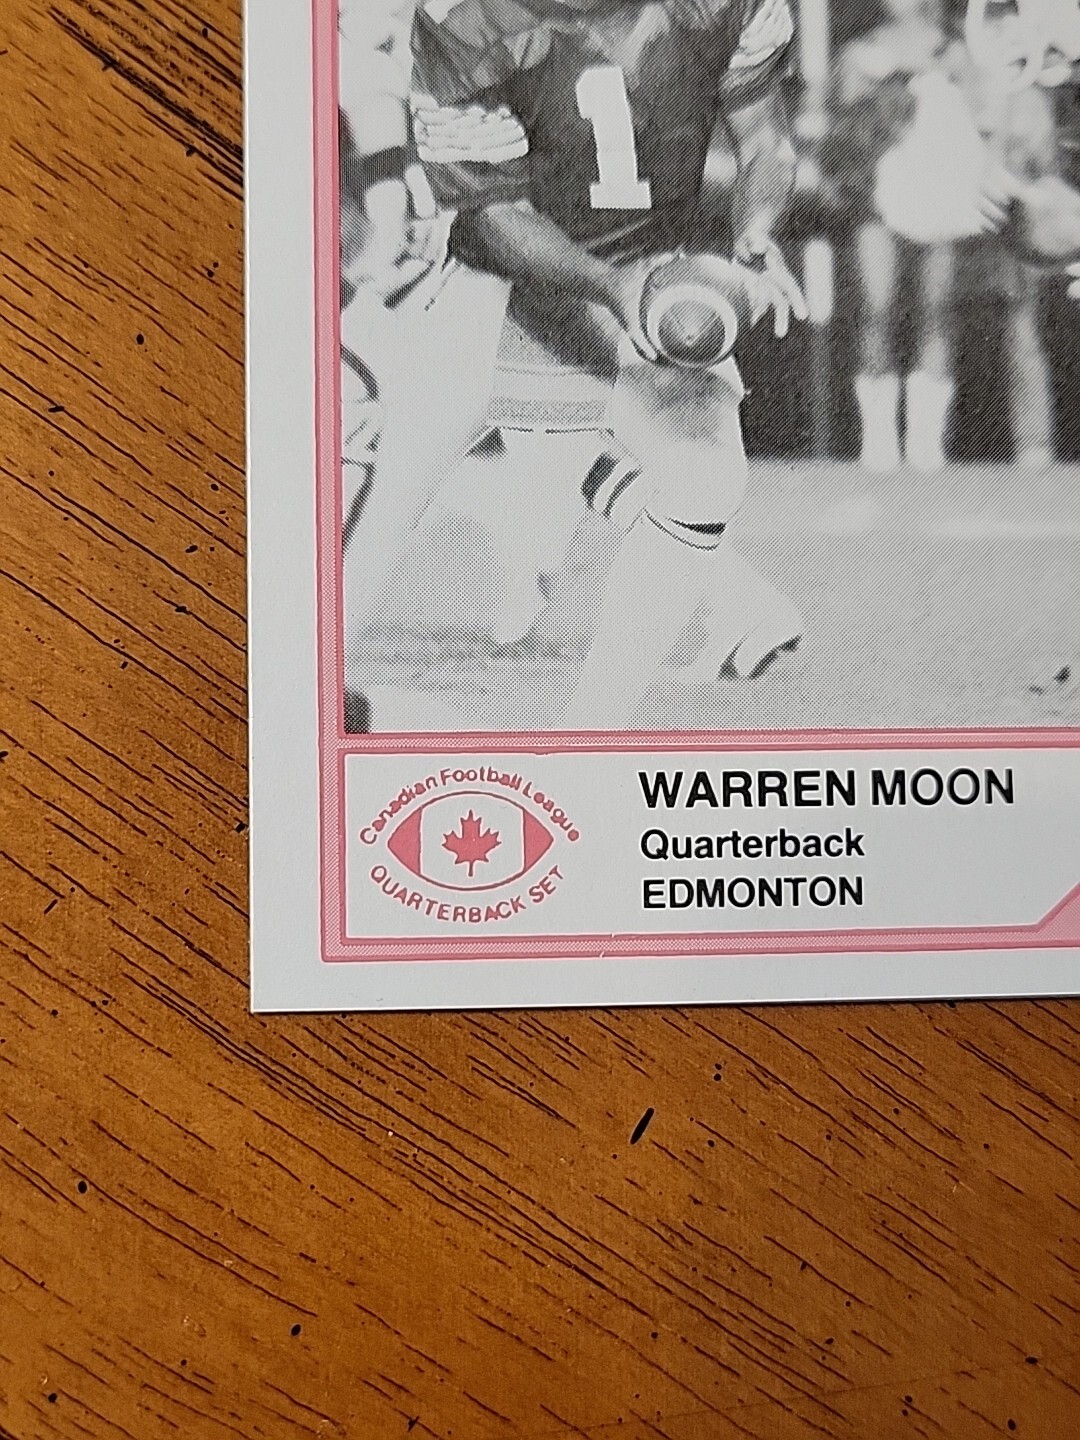 1
Canadian Football League
QUARTERBACK SET
WARREN MOON
Quarterback
EDMONTON